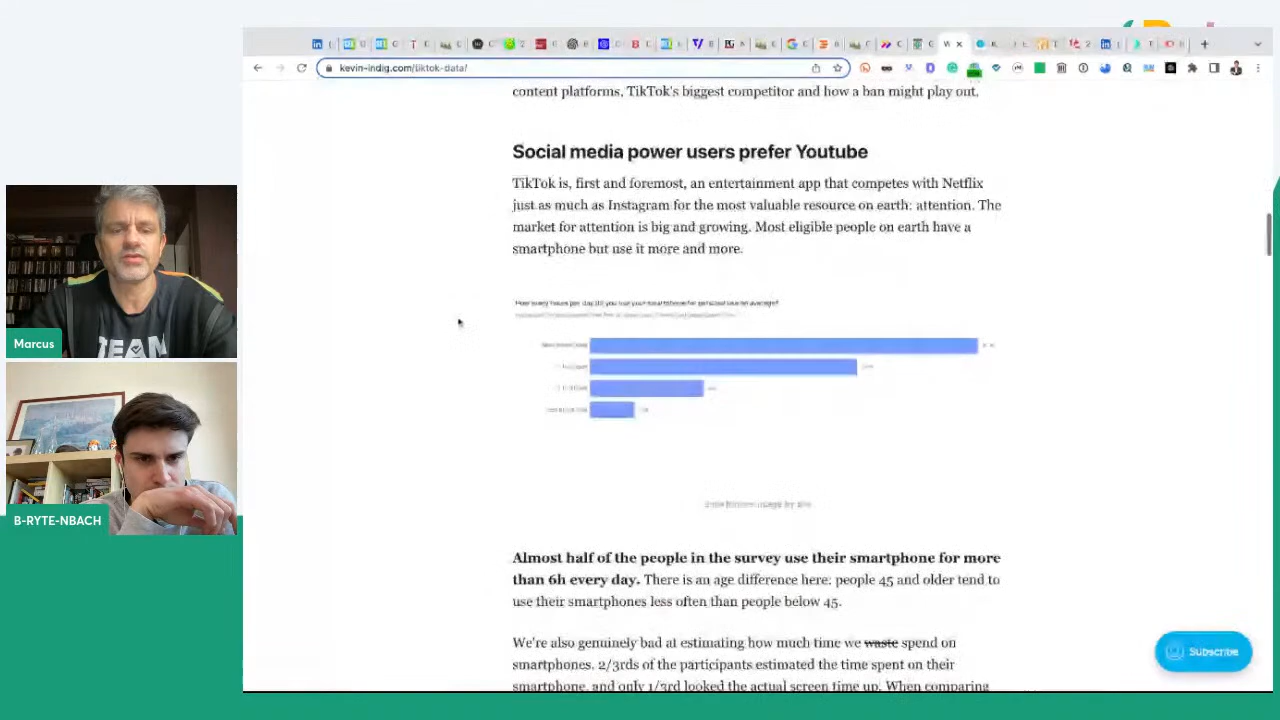 kevin-indig.com/tiktok-data/
content platforms, TikTok's biggest competitor and how a ban might play out.
Social media power users prefer Youtube
TikTok is, first and foremost, an entertainment app that competes with Netflix
just as much as Instagram for the most valuable resource on earth: attention. The
market for attention is big and growing. Most eligible people on earth have a
smartphone but use it more and more.
Almost half of the people in the survey use their smartphone for more
than 6h every day. There is an age difference here: people 45 and older tend to
use their smartphones less often than people below 45.
We're also genuinely bad at estimating how much time we waste spend on
smartphones. 2/3rds of the participants estimated the time spent on their
smartphone, and only 1/3rd looked the actual screen time up. When comparing
Subscribe
Marcus
TEAM
B-RYTE-NBACH